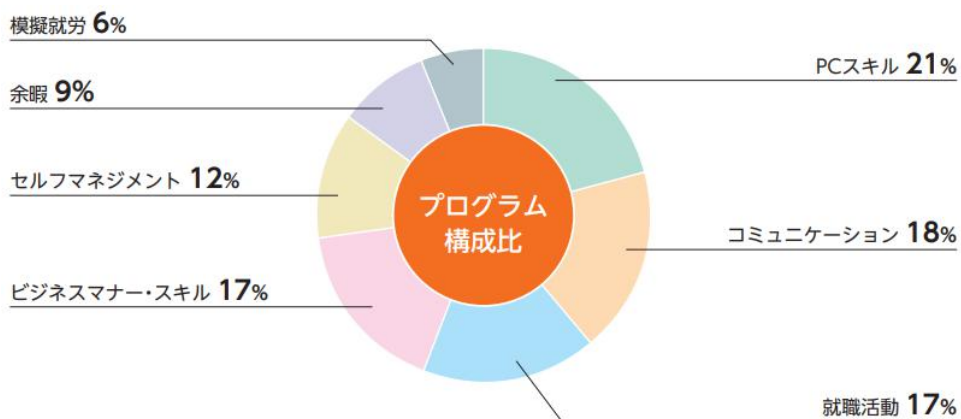 プログラム
構成比
PCスキル 21%
コミュニケーション 18%
就職活動 17%
ビジネスマナー・スキル 17%
セルフマネジメント 12%
余暇 9%
模擬就労 6%